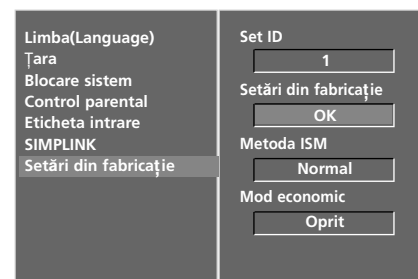 Limba(Language)
Țara
Blocare sistem
Control parental
Eticheta intrare
SIMPLINK
Setări din fabricație
Set ID
1
Setări din fabricație
OK
Metoda ISM
Normal
Mod economic
Oprit